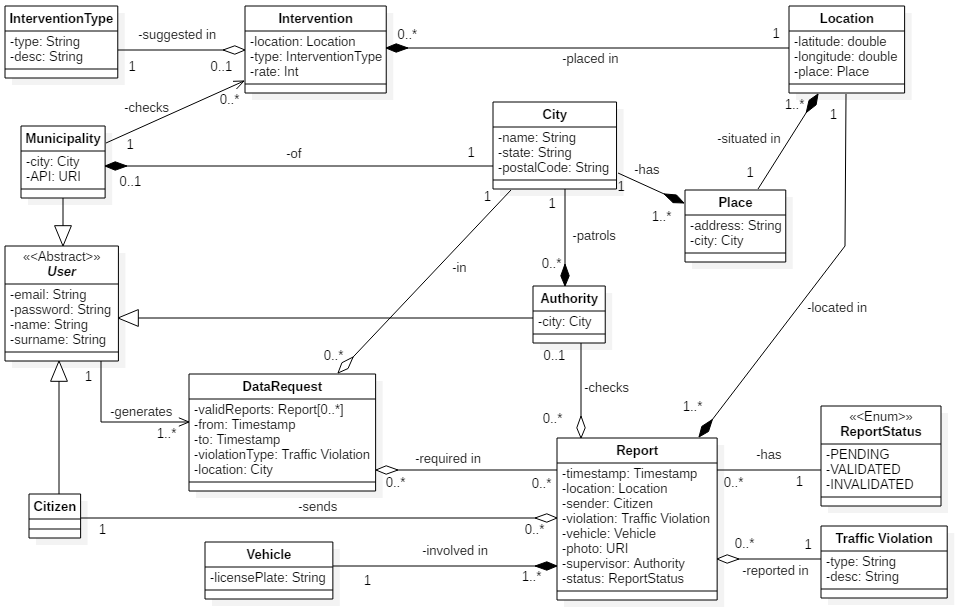 InterventionType
-type: String
-desc: String
-suggested in
1
0..1
Intervention
-location: Location
-type: InterventionType
-rate: Int
0..*
1
-placed in
Location
-latitude: double
-longitude: double
-place: Place
-checks
0..*
1
Municipality
-city: City
-API: URI
-of
0..1
1
City
-name: String
-state: String
-postalCode: String
-has
1
1..*
1..*
-situated in
1
1
Place
-address: String
-city: City
1
1
-patrols
0..*
-in
«<Abstract>»
User
-email: String
-password: String
-name: String
-surname: String
Authority
-city: City
-located in
0..1
-checks
0..*
1..*
0..*
1
-generates
1..*
DataRequest
-validReports: Report[0..*]
-from: Timestamp
-to: Timestamp
-violationType: Traffic Violation
-location: City
-required in
0..*
0..*
Report
-timestamp: Timestamp
-location: Location
-sender: Citizen
-violation: Traffic Violation
-vehicle: Vehicle
-photo: URI
-supervisor: Authority
-status: ReportStatus
-has
0..*
1
«<Enum>»
ReportStatus
-PENDING
-VALIDATED
-INVALIDATED
Citizen
-sends
1
0..*
Vehicle
-licensePlate: String
-involved in
1
1..*
0..*
1
-reported in
Traffic Violation
-type: String
-desc: String